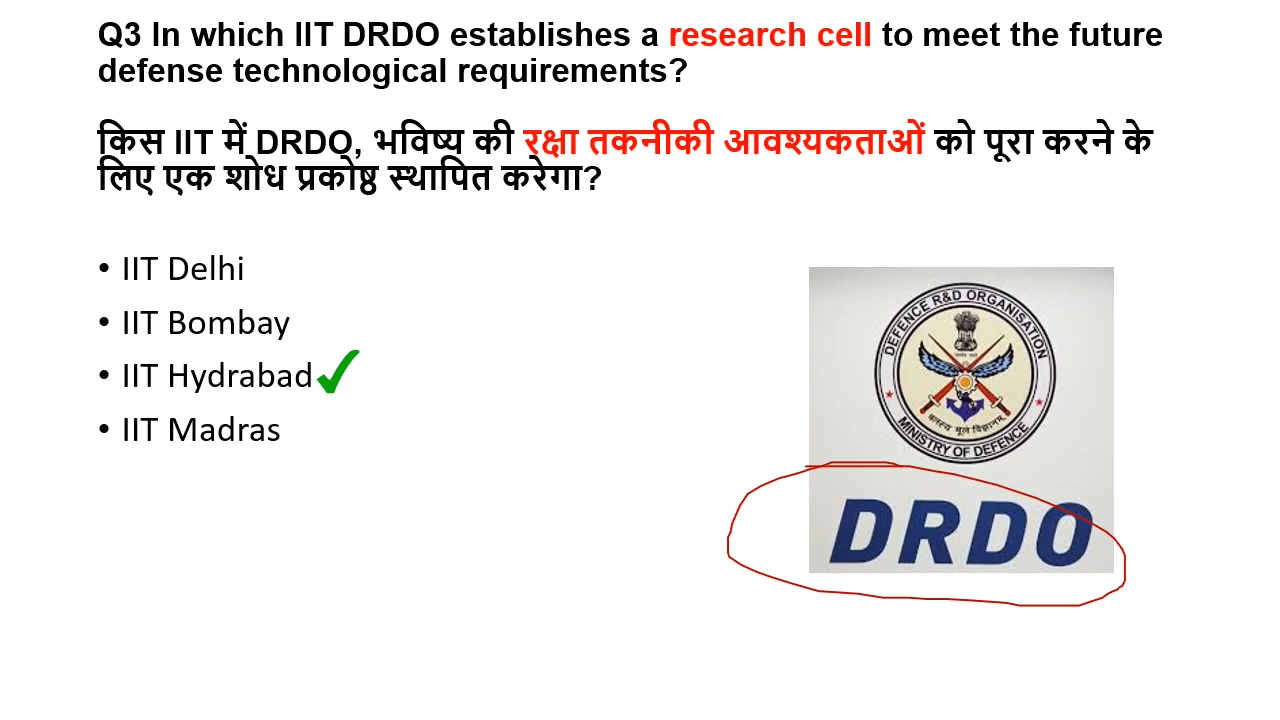 Q3 In which IIT DRDO establishes a research cell to meet the future
defense technological requirements?
किस IIT में DRDO, भविष्य की रक्षा तकनीकी आवश्यकताओं को पूरा करने के
लिए एक शोध प्रकोष्ठ स्थापित करेगा?
• IIT Delhi
• IIT Bombay
• IIT Hydrabad
• IIT Madras
DEFENCE R&D ORGANISATION
बलस्य मूलं विज्ञानम्
MINISTRY OF DEFENCE
DRDO